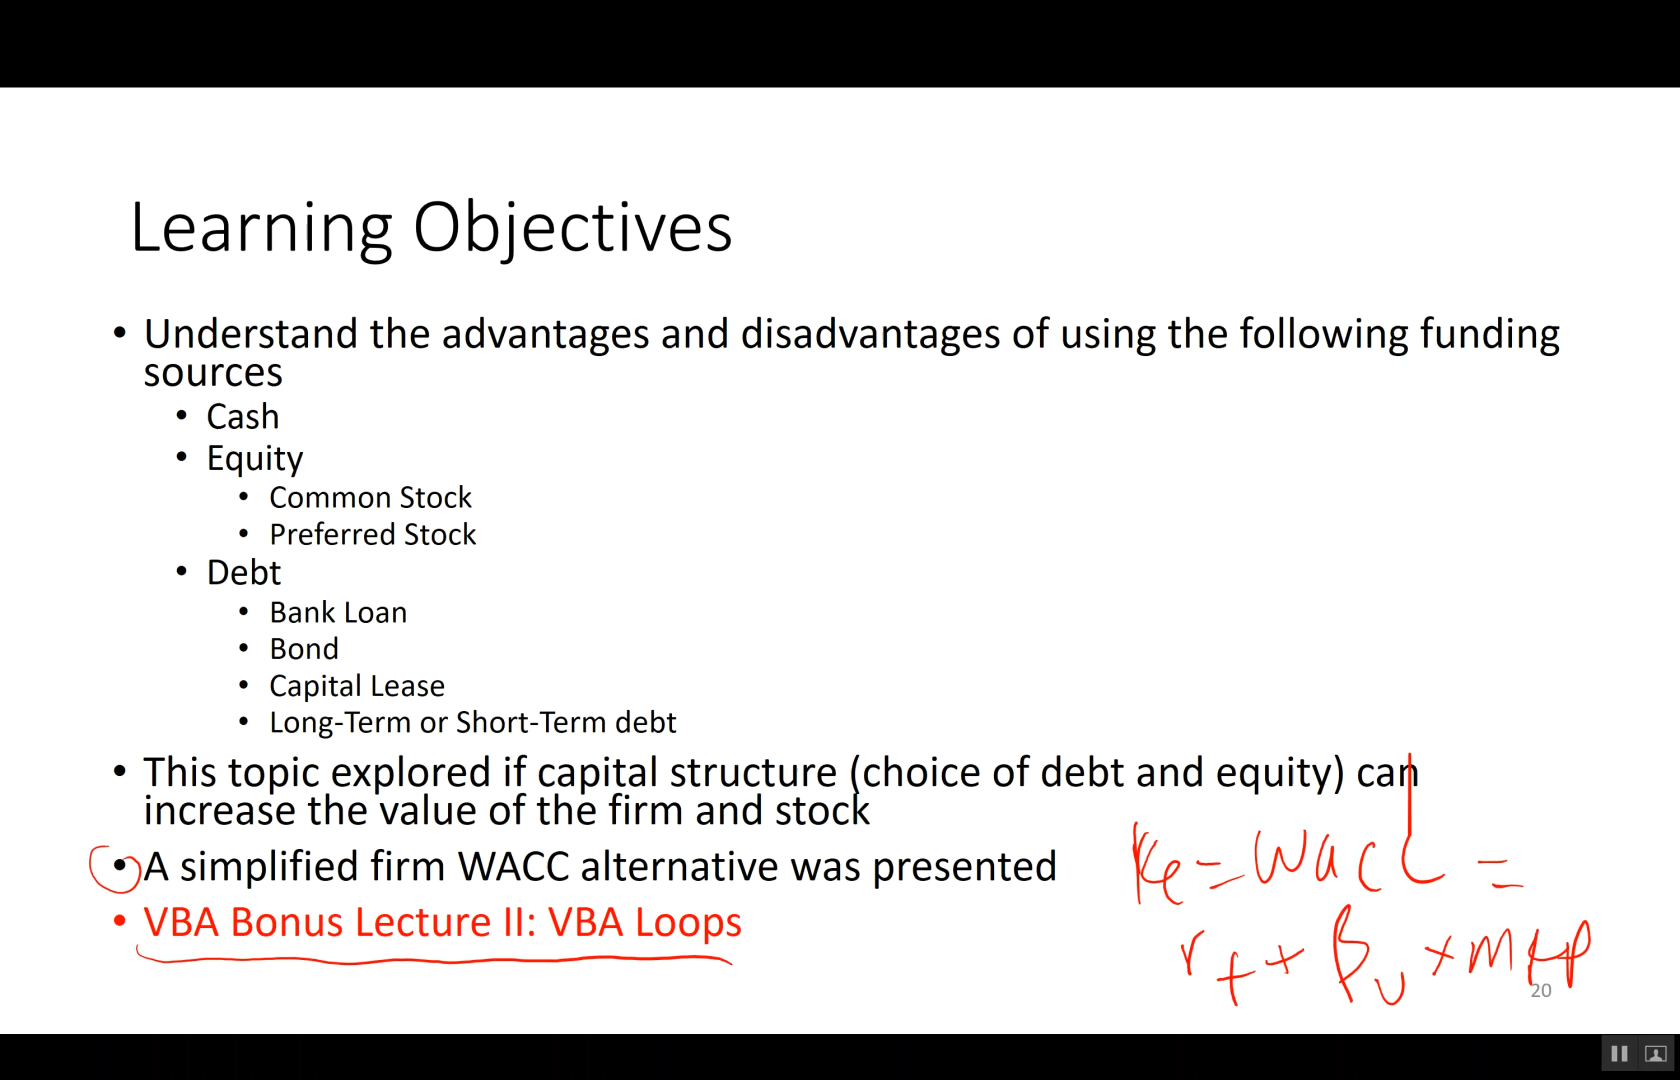 Learning Objectives
• Understand the advantages and disadvantages of using the following funding
sources
• Cash
• Equity
• Common Stock
• Preferred Stock
• Debt
• Bank Loan
• Bond
• Capital Lease
• Long-Term or Short-Term debt
• This topic explored if capital structure (choice of debt and equity) can
increase the value of the firm and stock
• A simplified firm WACC alternative was presented
• VBA Bonus Lecture II: VBA Loops
Ke = WACC =
rf + βu × MRP
20